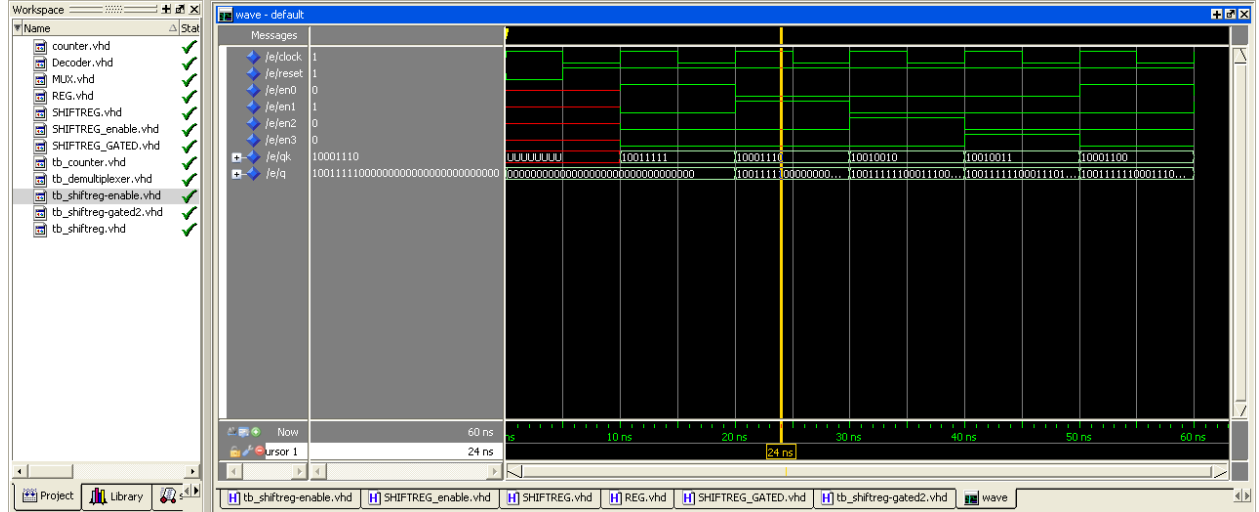 Workspace
Name Stat
counter.vhd
Decoder.vhd
MUX.vhd
REG.vhd
SHIFTREG.vhd
SHIFTREG_enable.vhd
SHIFTREG_GATED.vhd
tb_counter.vhd
tb_demultiplexer.vhd
tb_shiftreg-enable.vhd
tb_shiftreg-gated2.vhd
tb_shiftreg.vhd
Project Library
wave - default
Messages
/e/clock 1
/e/reset 1
/e/en0 0
/e/en1 1
/e/en2 0
/e/en3 0
/e/qk 10001110 UUUUUUUU 10011111 10001110 10010010 10010011 10001100
/e/q 10011111000000000000000000000000 00000000000000000000000000000000 1001111100000000... 10011111100011100... 10011111100011101... 1001111110001110...
Now 60 ns ns 10 ns 20 ns 30 ns 40 ns 50 ns 60 ns
ursor 1 24 ns 24 ns
tb_shiftreg-enable.vhd SHIFTREG_enable.vhd SHIFTREG.vhd REG.vhd SHIFTREG_GATED.vhd tb_shiftreg-gated2.vhd wave